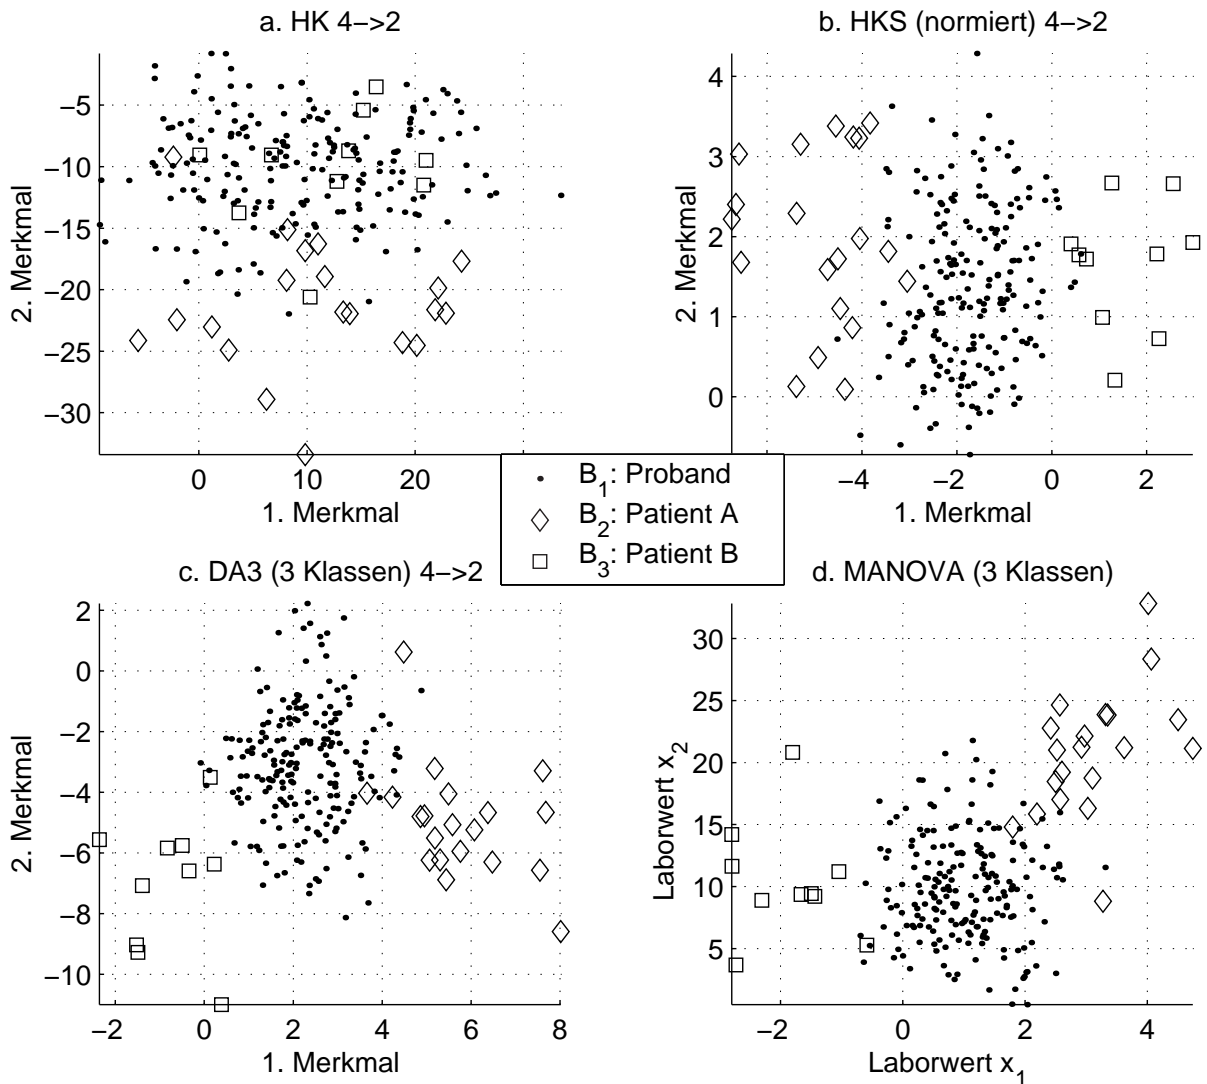 a. HK 4−>2
−5
−10
−15
−20
−25
−30
0 10 20
2. Merkmal
1. Merkmal
b. HKS (normiert) 4−>2
4
3
2
1
0
−4 −2 0 2
2. Merkmal
1. Merkmal
B1: Proband
B2: Patient A
B3: Patient B
c. DA3 (3 Klassen) 4−>2
2
0
−2
−4
−6
−8
−10
−2 0 2 4 6 8
2. Merkmal
1. Merkmal
d. MANOVA (3 Klassen)
30
25
20
15
10
5
−2 0 2 4
Laborwert x2
Laborwert x1